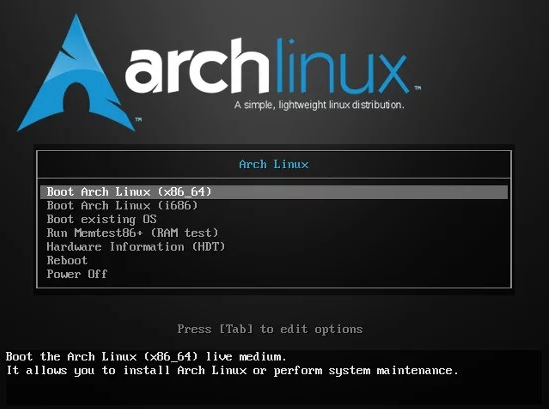 archlinux™
A simple, lightweight linux distribution.
™
Arch Linux
Boot Arch Linux (x86_64)
Boot Arch Linux (i686)
Boot existing OS
Run Memtest86+ (RAM test)
Hardware Information (HDT)
Reboot
Power Off
Press [Tab] to edit options
Boot the Arch Linux (x86_64) live medium.
It allows you to install Arch Linux or perform system maintenance.